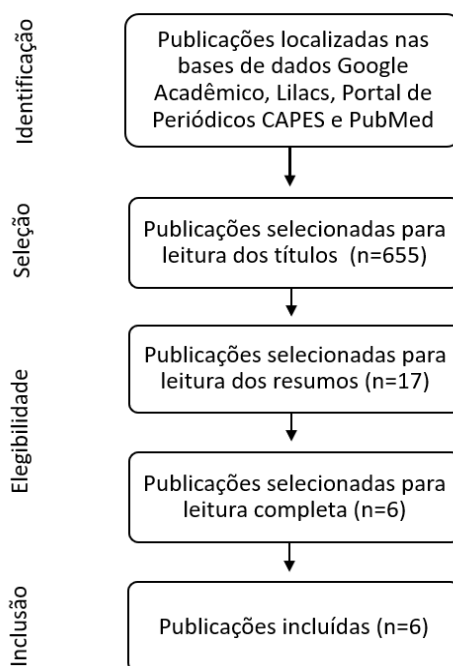 Identificação
Publicações localizadas nas
bases de dados Google
Acadêmico, Lilacs, Portal de
Periódicos CAPES e PubMed
Seleção
Publicações selecionadas para
leitura dos títulos (n=655)
Elegibilidade
Publicações selecionadas para
leitura dos resumos (n=17)
Publicações selecionadas para
leitura completa (n=6)
Inclusão
Publicações incluídas (n=6)